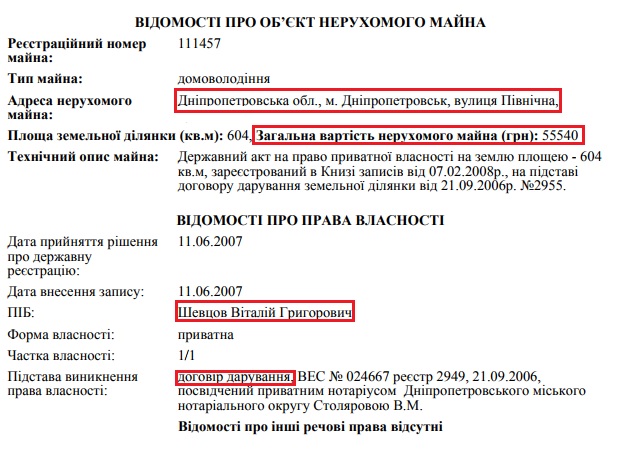 ВІДОМОСТІ ПРО ОБ’ЄКТ НЕРУХОМОГО МАЙНА
Реєстраційний номер майна: 111457
Тип майна: домоволодіння
Адреса нерухомого майна: Дніпропетровська обл., м. Дніпропетровськ, вулиця Північна,
Площа земельної ділянки (кв.м): 604, Загальна вартість нерухомого майна (грн): 55540
Технічний опис майна: Державний акт на право приватної власності на землю площею - 604
кв.м, зареєстрований в Книзі записів від 07.02.2008р., на підставі
договору дарування земельної ділянки від 21.09.2006р. №2955.
ВІДОМОСТІ ПРО ПРАВА ВЛАСНОСТІ
Дата прийняття рішення про державну реєстрацію: 11.06.2007
Дата внесення запису: 11.06.2007
ПІБ: Шевцов Віталій Григорович
Форма власності: приватна
Частка власності: 1/1
Підстава виникнення права власності: договір дарування, ВЕС № 024667 реєстр 2949, 21.09.2006,
посвідчений приватним нотаріусом Дніпропетровського міського
нотаріального округу Столяровою В.М.
Відомості про інші речові права відсутні